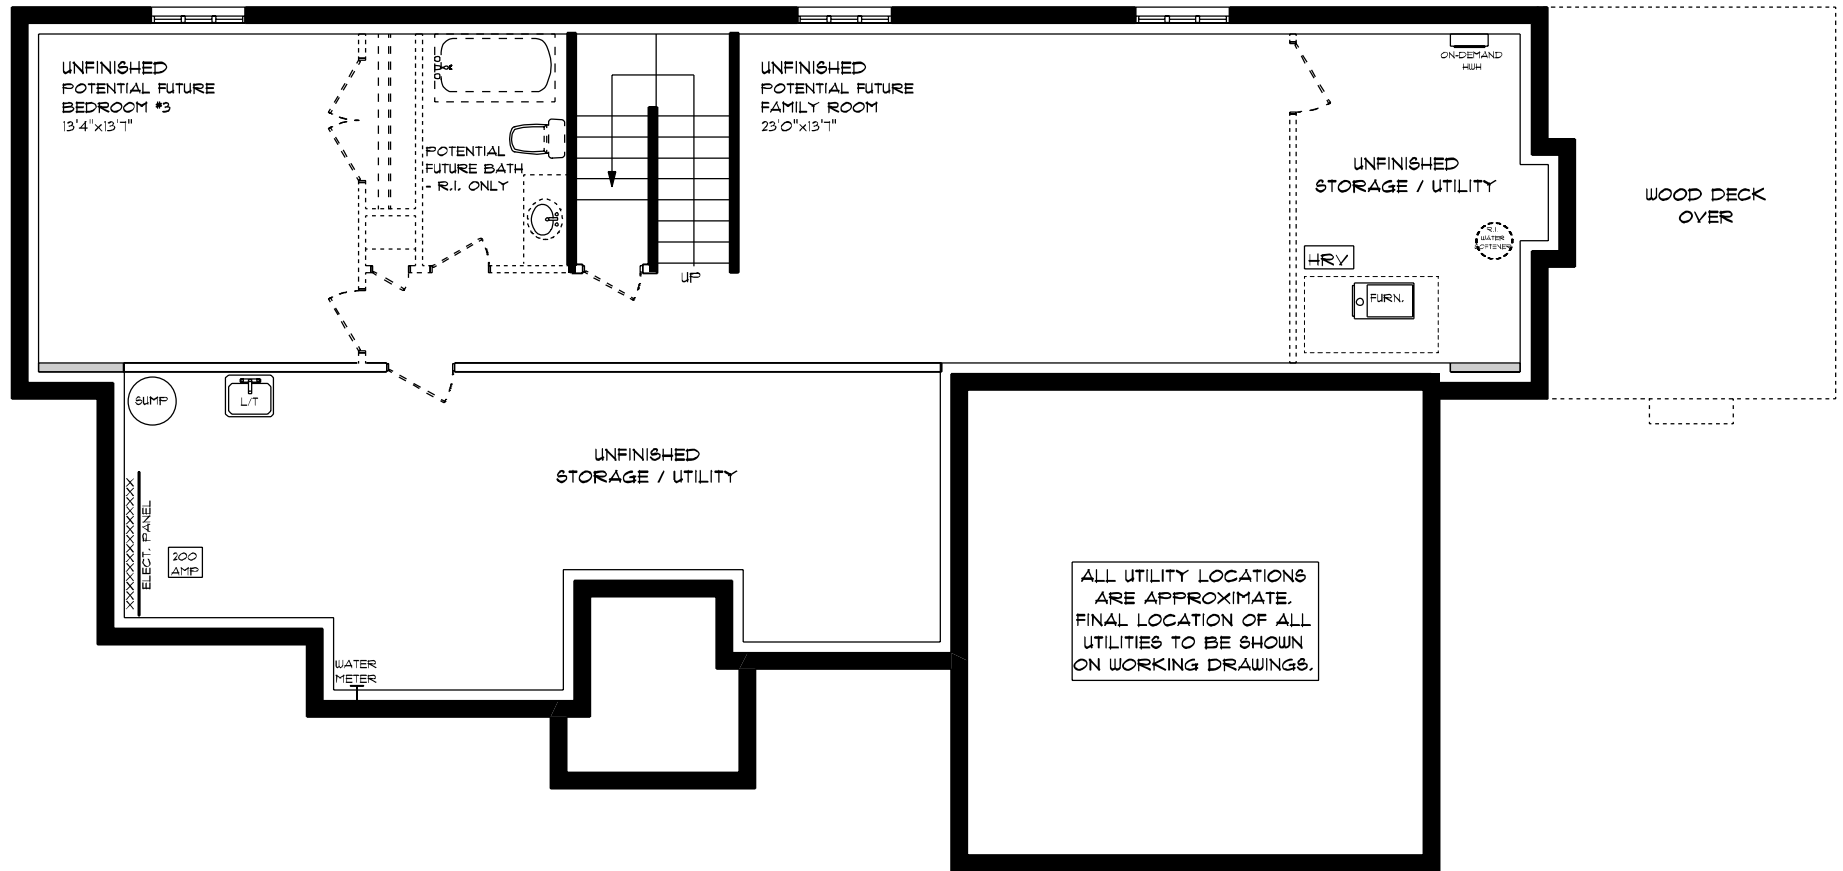 UNFINISHED
POTENTIAL FUTURE
BEDROOM #3
13'4"x13'7"
POTENTIAL
FUTURE BATH
- R.I. ONLY
UP
UNFINISHED
POTENTIAL FUTURE
FAMILY ROOM
23'0"x13'7"
ON-DEMAND
HWH
UNFINISHED
STORAGE / UTILITY
R.I.
WATER
SOFTENER
HRV
FURN.
WOOD DECK
OVER
SUMP
L/T
UNFINISHED
STORAGE / UTILITY
XXXXXXXXXXXXXXX
ELECT. PANEL
200
AMP
WATER
METER
ALL UTILITY LOCATIONS
ARE APPROXIMATE.
FINAL LOCATION OF ALL
UTILITIES TO BE SHOWN
ON WORKING DRAWINGS.